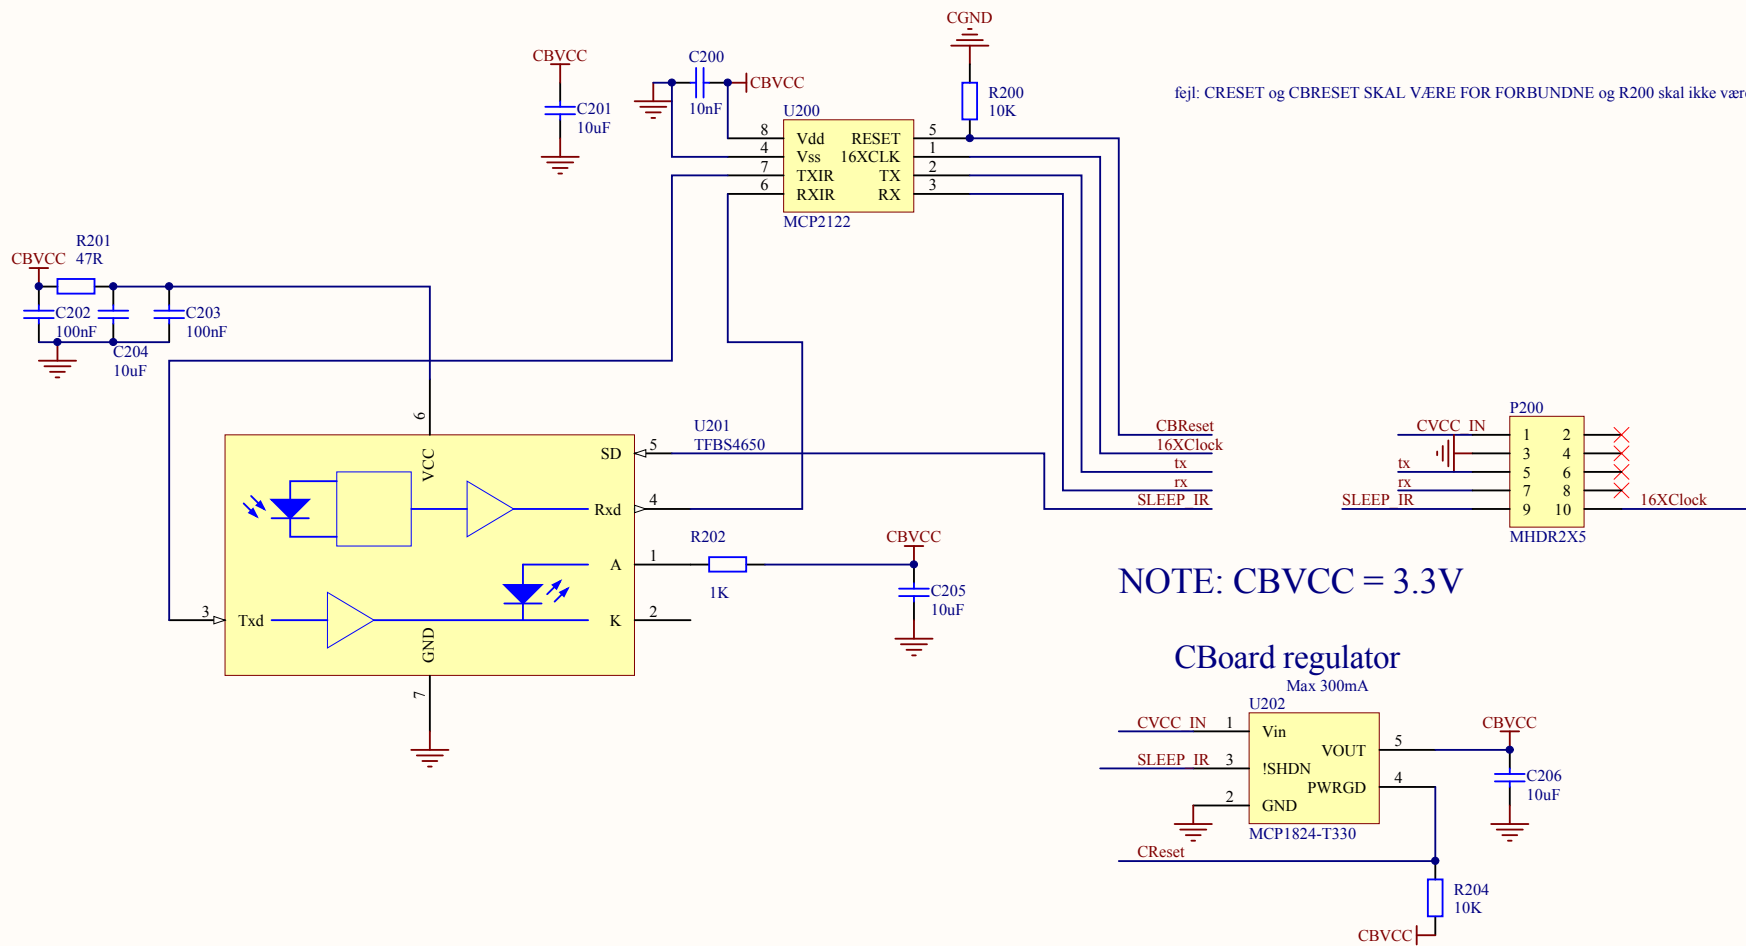 CGND
CBVCC
C201
10uF
C200
10nF
CBVCC
R200
10K
fejl: CRESET og CBRESET SKAL VÆRE FOR FORBUNDNE og R200 skal ikke være
U200
8 Vdd RESET 5
4 Vss 16XCLK 1
7 TXIR TX 2
6 RXIR RX 3
MCP2122
R201
47R
CBVCC
C202
100nF
C203
100nF
C204
10uF
U201
TFBS4650
6
VCC
SD 5
Rxd 4
A 1
K 2
3 Txd
GND
7
R202
1K
CBVCC
C205
10uF
CBReset
16XClock
tx
rx
SLEEP_IR
P200
CVCC_IN
1 2
3 4
tx
5 6
rx
7 8
SLEEP_IR
9 10
16XClock
MHDR2X5
NOTE: CBVCC = 3.3V
CBoard regulator
Max 300mA
U202
CVCC_IN 1 Vin
VOUT 5
SLEEP_IR 3 !SHDN
PWRGD 4
2 GND
MCP1824-T330
CBVCC
C206
10uF
CReset
R204
10K
CBVCC